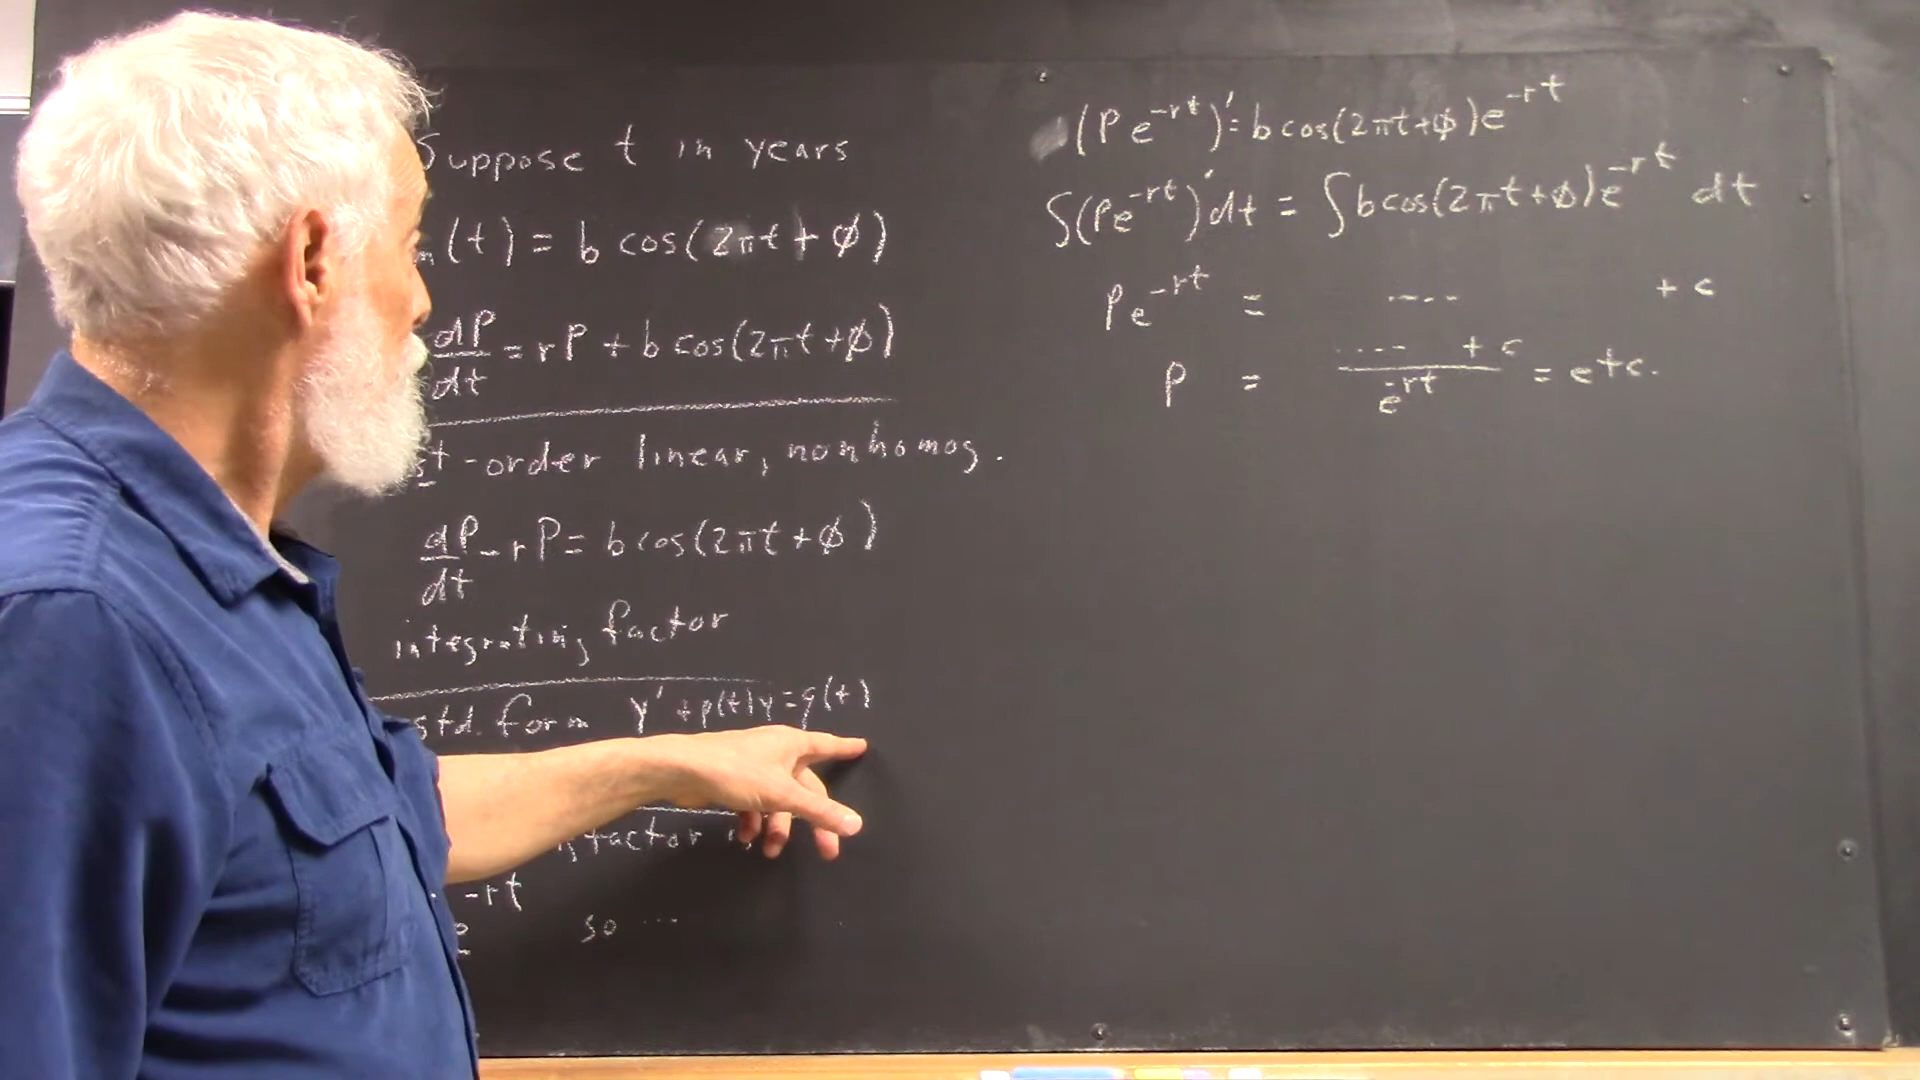 Suppose t in years
m(t) = b cos(2πt + ϕ)
dP/dt = rP + b cos(2πt + ϕ)
st-order linear, nonhomog.
dP/dt - rP = b cos(2πt + ϕ)
integrating factor
std. form y' + p(t)y = g(t)
factor
e^-rt so ...
(Pe^-rt)' = b cos(2πt + ϕ)e^-rt
∫(Pe^-rt)' dt = ∫ b cos(2πt + ϕ)e^-rt dt
Pe^-rt = .... + c
P = .... + c / e^-rt = etc.